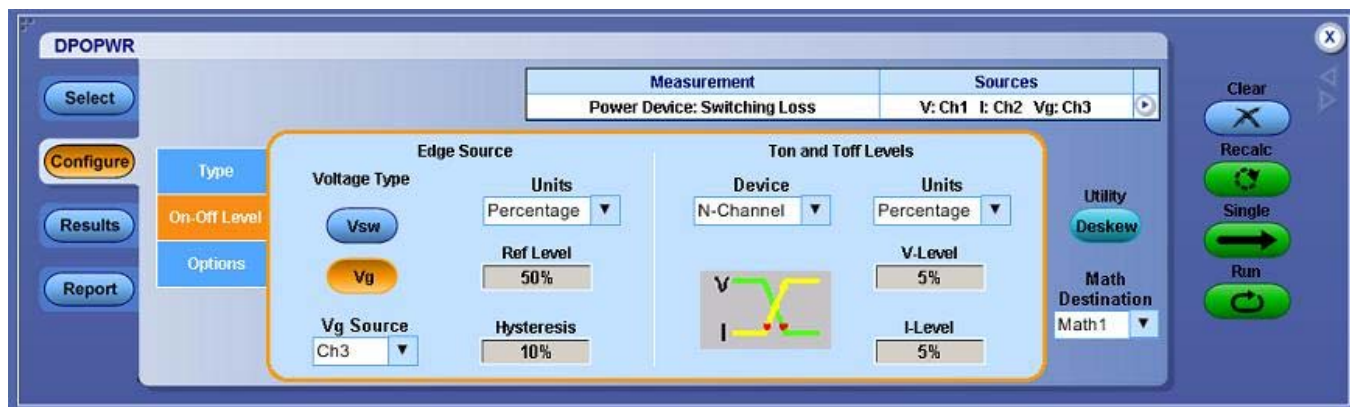 DPOPWR
X
Select
Configure
Results
Report
Measurement Sources
Power Device: Switching Loss V: Ch1 I: Ch2 Vg: Ch3
Type
On-Off Level
Options
Edge Source
Voltage Type
Vsw
Vg
Vg Source
Ch3
Units
Percentage
Ref Level
50%
Hysteresis
10%
Ton and Toff Levels
Device
N-Channel
V
I
Units
Percentage
V-Level
5%
I-Level
5%
Utility
Deskew
Math
Destination
Math1
Clear
Recalc
Single
Run